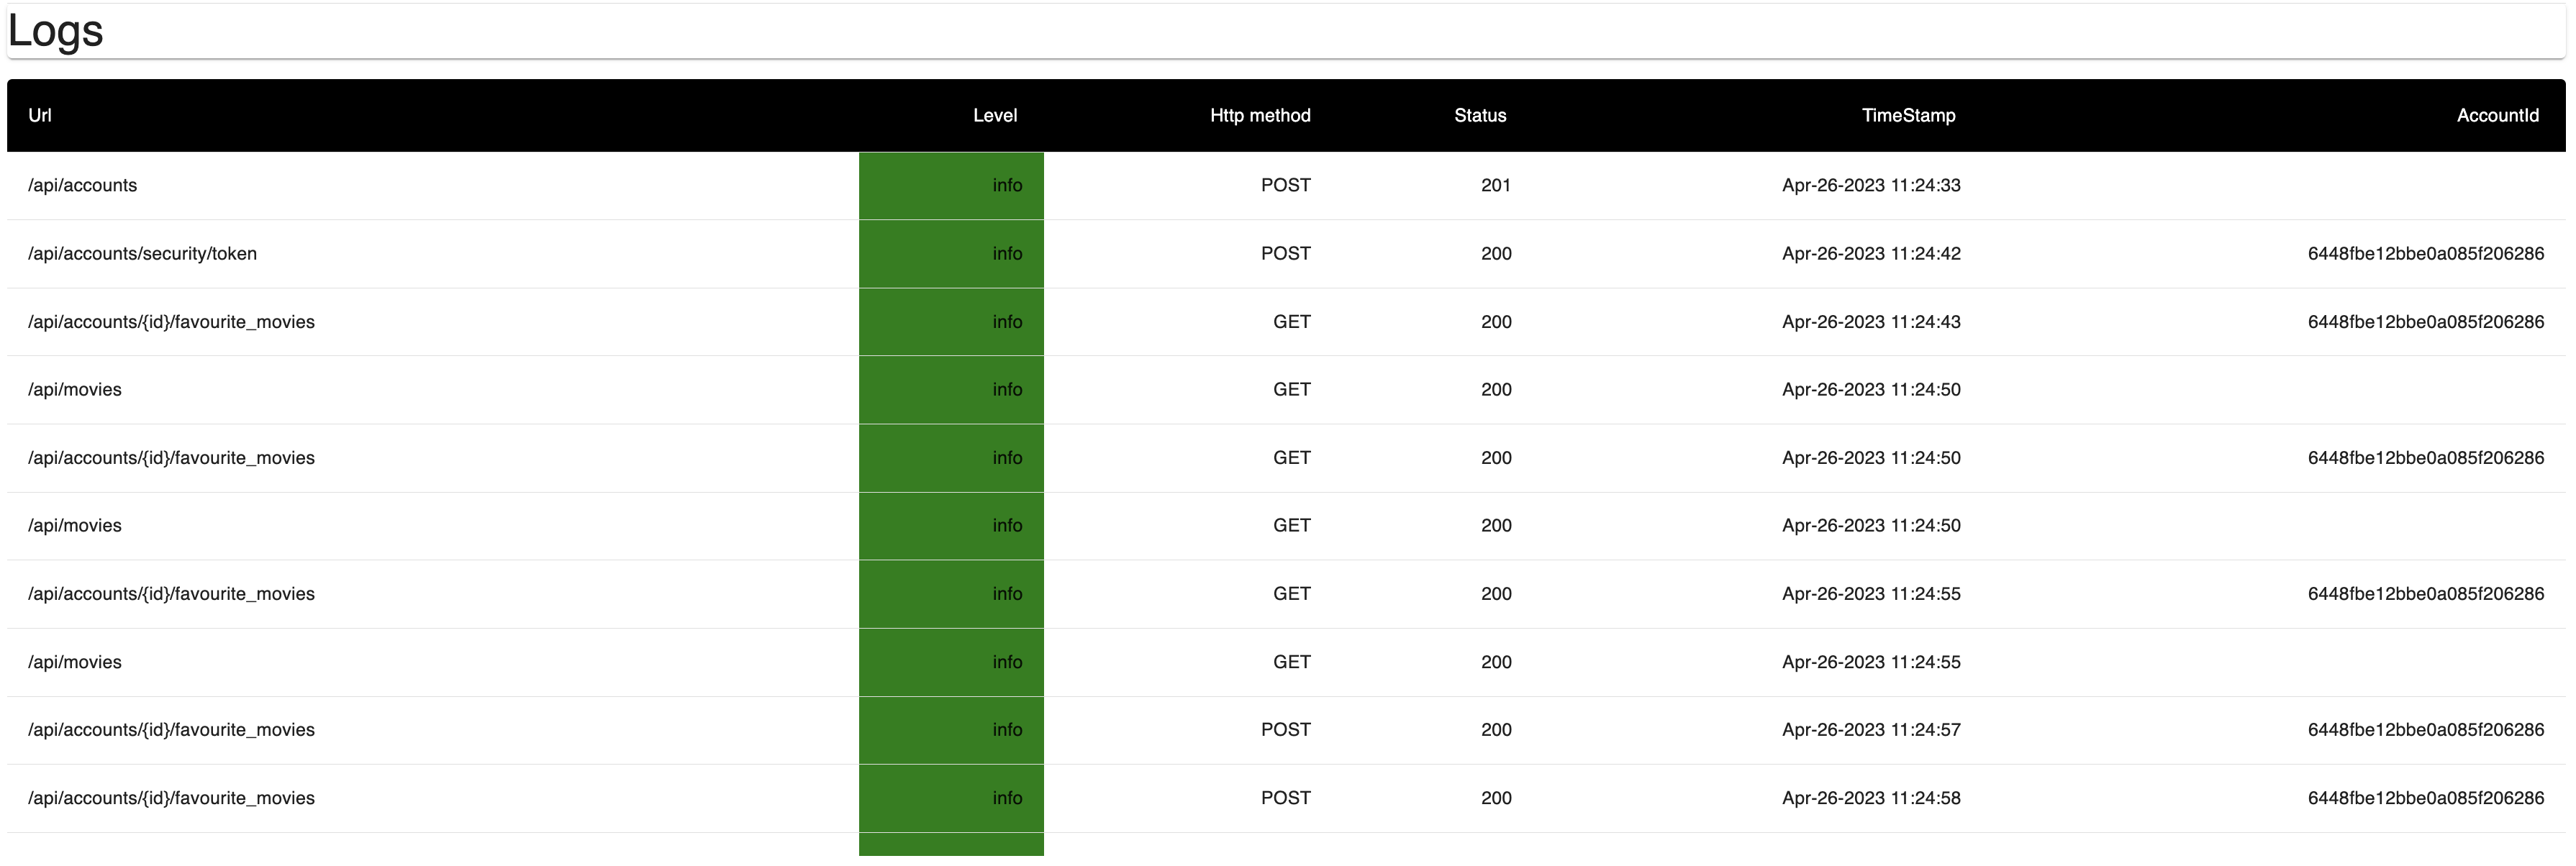 Logs
Url Level Http method Status TimeStamp AccountId
/api/accounts info POST 201 Apr-26-2023 11:24:33
/api/accounts/security/token info POST 200 Apr-26-2023 11:24:42 6448fbe12bbe0a085f206286
/api/accounts/{id}/favourite_movies info GET 200 Apr-26-2023 11:24:43 6448fbe12bbe0a085f206286
/api/movies info GET 200 Apr-26-2023 11:24:50
/api/accounts/{id}/favourite_movies info GET 200 Apr-26-2023 11:24:50 6448fbe12bbe0a085f206286
/api/movies info GET 200 Apr-26-2023 11:24:50
/api/accounts/{id}/favourite_movies info GET 200 Apr-26-2023 11:24:55 6448fbe12bbe0a085f206286
/api/movies info GET 200 Apr-26-2023 11:24:55
/api/accounts/{id}/favourite_movies info POST 200 Apr-26-2023 11:24:57 6448fbe12bbe0a085f206286
/api/accounts/{id}/favourite_movies info POST 200 Apr-26-2023 11:24:58 6448fbe12bbe0a085f206286